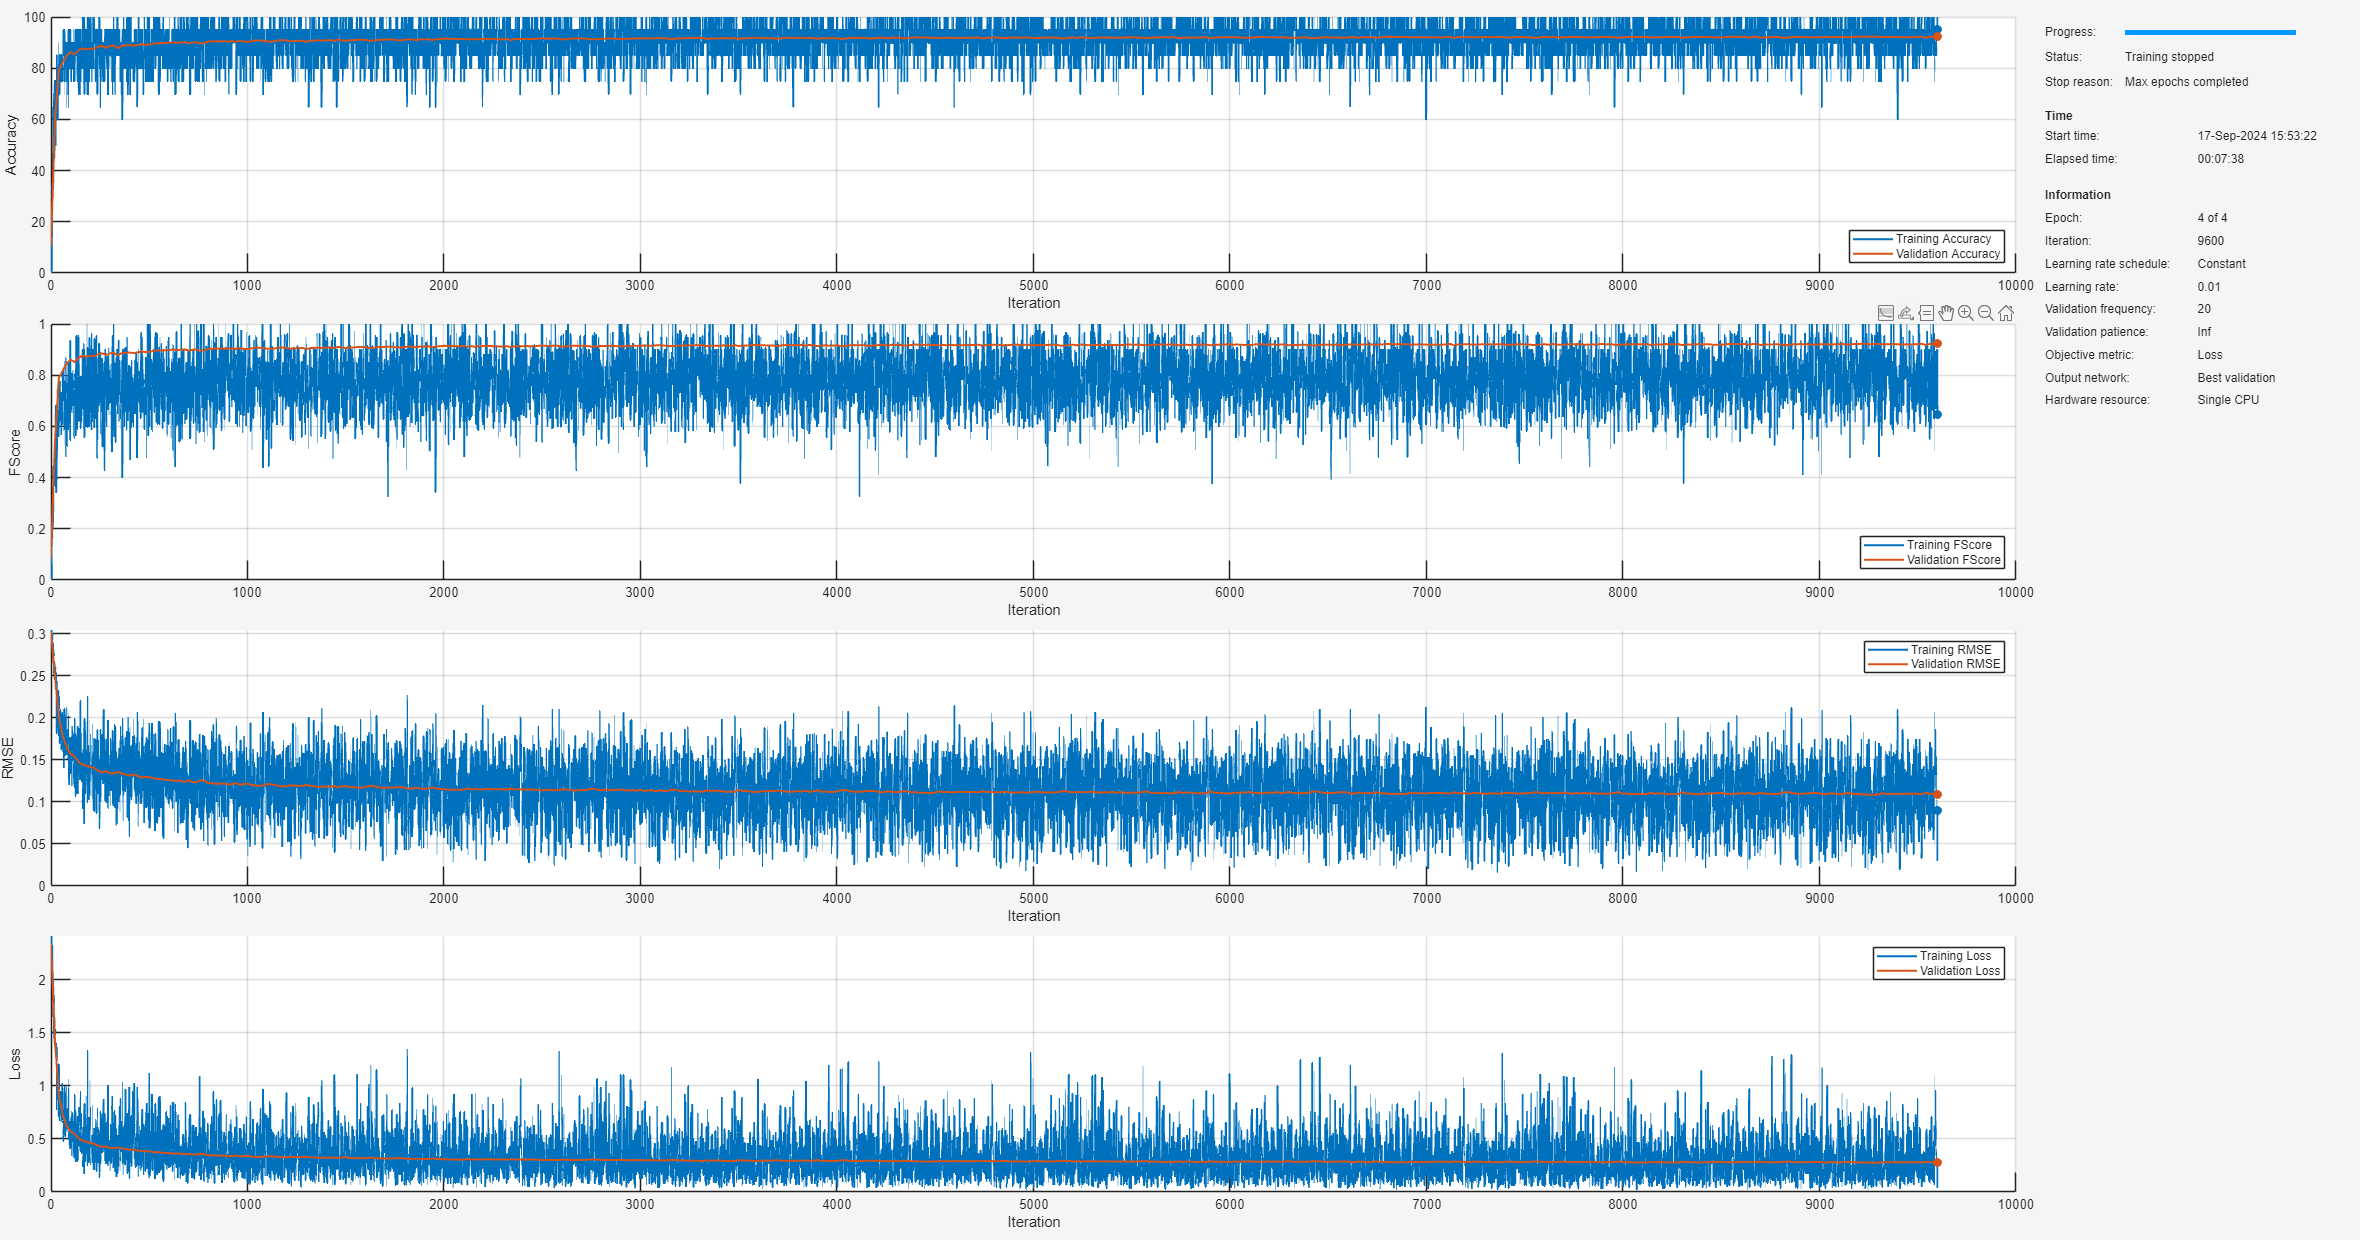 100
80
60
40
20
0
Accuracy
0 1000 2000 3000 4000 5000 6000 7000 8000 9000 10000
Iteration
Training Accuracy
Validation Accuracy
1
0.8
0.6
0.4
0.2
0
FScore
0 1000 2000 3000 4000 5000 6000 7000 8000 9000 10000
Iteration
Training FScore
Validation FScore
0.3
0.25
0.2
0.15
0.1
0.05
0
RMSE
0 1000 2000 3000 4000 5000 6000 7000 8000 9000 10000
Iteration
Training RMSE
Validation RMSE
2
1.5
1
0.5
0
Loss
0 1000 2000 3000 4000 5000 6000 7000 8000 9000 10000
Iteration
Training Loss
Validation Loss
Progress:
Status: Training stopped
Stop reason: Max epochs completed
Time
Start time: 17-Sep-2024 15:53:22
Elapsed time: 00:07:38
Information
Epoch: 4 of 4
Iteration: 9600
Learning rate schedule: Constant
Learning rate: 0.01
Validation frequency: 20
Validation patience: Inf
Objective metric: Loss
Output network: Best validation
Hardware resource: Single CPU